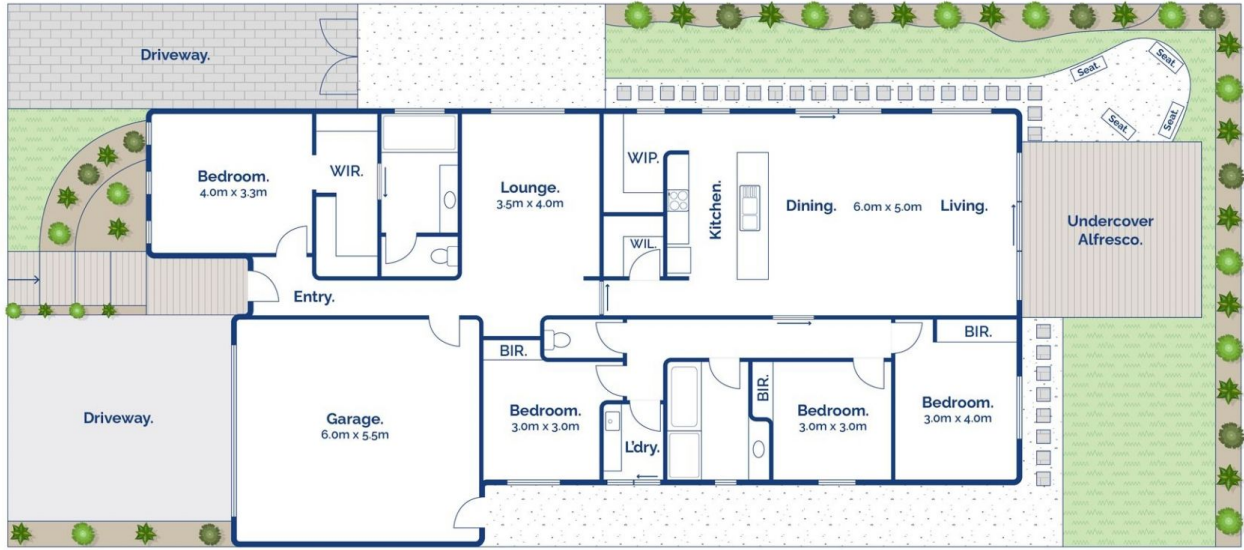 Driveway.
Seat.
Seat.
Seat.
Seat.
Bedroom.
4.0m x 3.3m
WIR.
Lounge.
3.5m x 4.0m
WIP.
Kitchen.
Dining. 6.0m x 5.0m Living.
Undercover
Alfresco.
WIL.
Entry.
BIR.
BIR.
BIR.
Driveway.
Garage.
6.0m x 5.5m
Bedroom.
3.0m x 3.0m
L'dry.
Bedroom.
3.0m x 3.0m
Bedroom.
3.0m x 4.0m